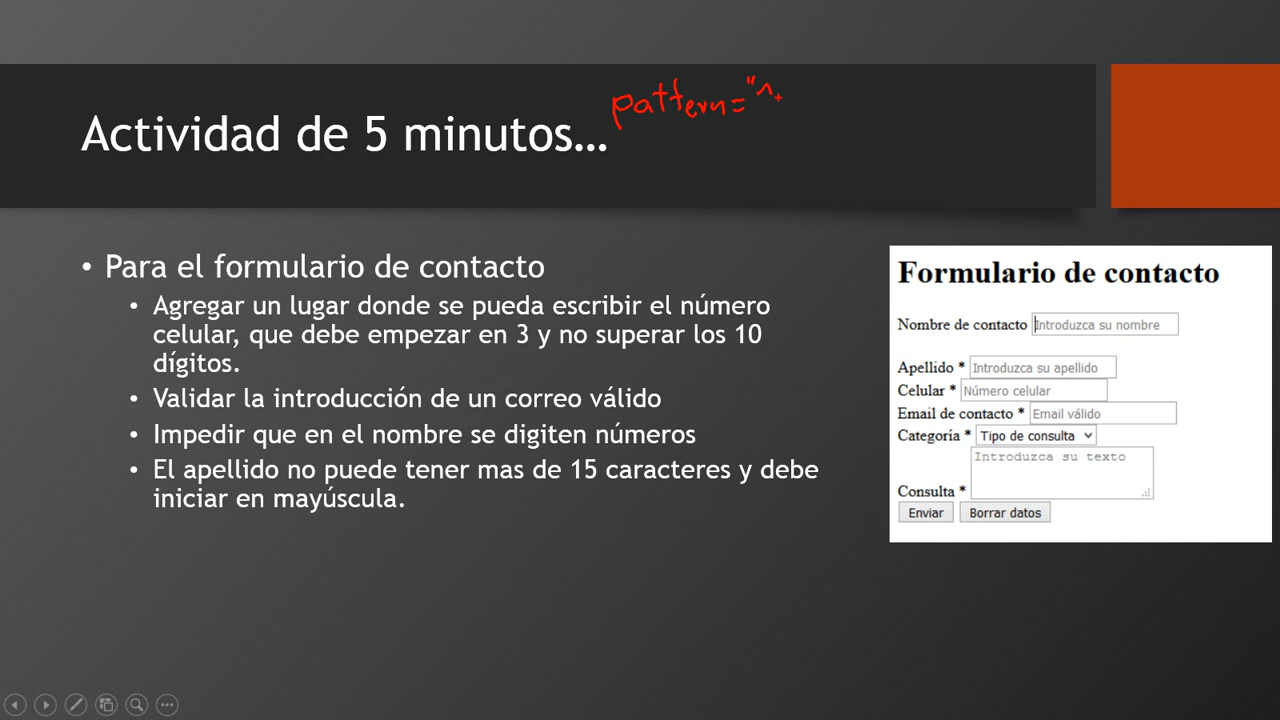 pattern="^
Actividad de 5 minutos...
• Para el formulario de contacto
• Agregar un lugar donde se pueda escribir el número
celular, que debe empezar en 3 y no superar los 10
dígitos.
• Validar la introducción de un correo válido
• Impedir que en el nombre se digiten números
• El apellido no puede tener mas de 15 caracteres y debe
iniciar en mayúscula.
Formulario de contacto
Nombre de contacto Introduzca su nombre
Apellido * Introduzca su apellido
Celular * Número celular
Email de contacto * Email válido
Categoría * Tipo de consulta
Introduzca su texto
Consulta *
Enviar Borrar datos